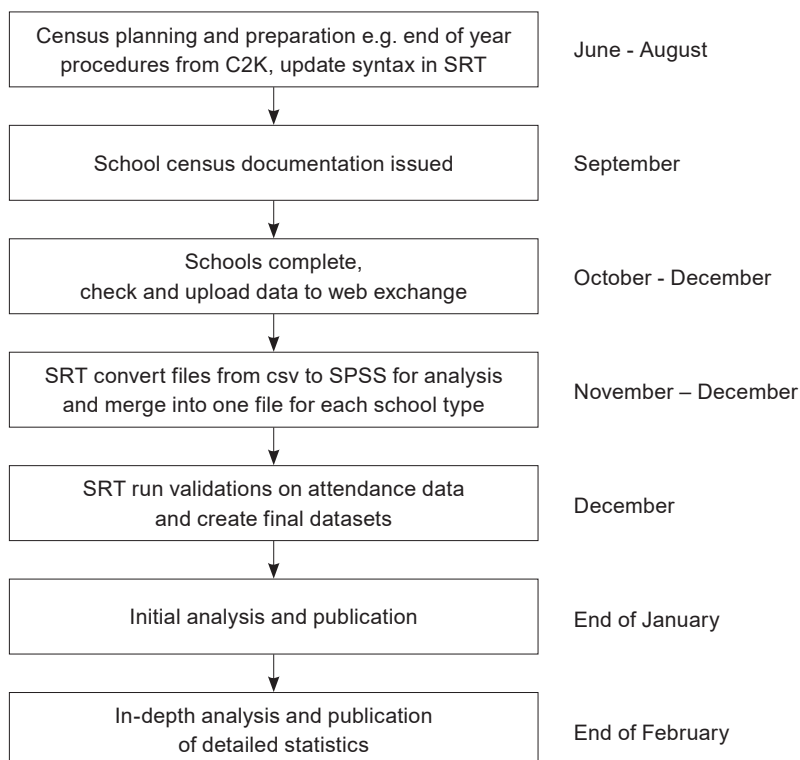 Census planning and preparation e.g. end of year
procedures from C2K, update syntax in SRT
June - August
School census documentation issued
September
Schools complete,
check and upload data to web exchange
October - December
SRT convert files from csv to SPSS for analysis
and merge into one file for each school type
November – December
SRT run validations on attendance data
and create final datasets
December
Initial analysis and publication
End of January
In-depth analysis and publication
of detailed statistics
End of February